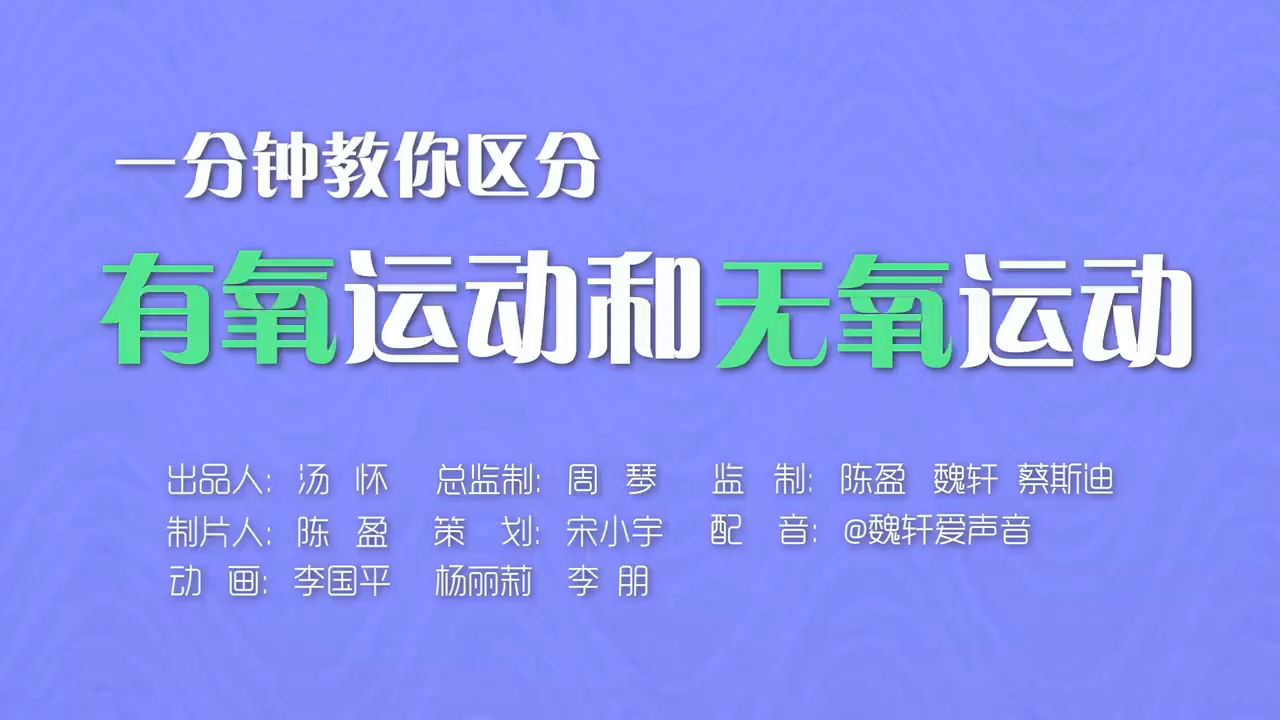 一分钟教你区分
有氧运动和无氧运动
出品人: 汤 怀 总监制: 周 琴 监 制: 陈盈 魏轩 蔡斯迪
制片人: 陈 盈 策 划: 宋小宇 配 音: @魏轩爱声音
动 画: 李国平 杨丽莉 李 朋